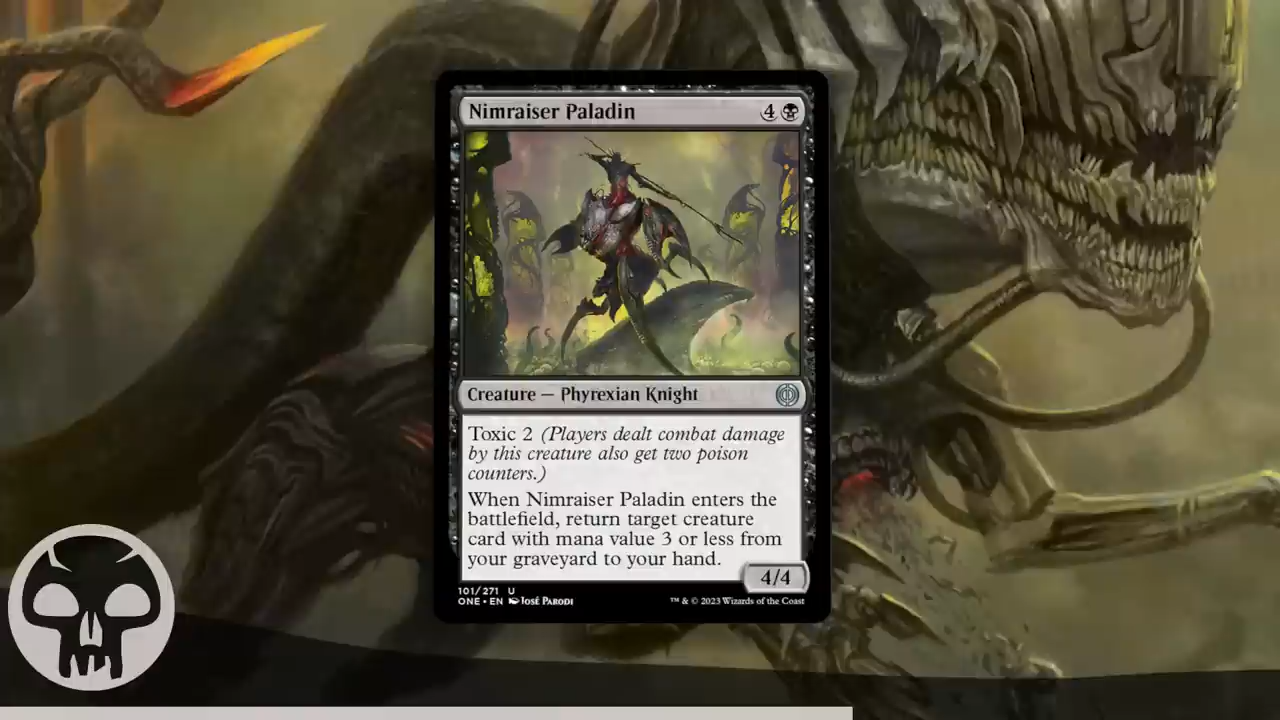 Nimraiser Paladin 4
Creature — Phyrexian Knight
Toxic 2 (Players dealt combat damage
by this creature also get two poison
counters.)
When Nimraiser Paladin enters the
battlefield, return target creature
card with mana value 3 or less from
your graveyard to your hand.
4/4
101/271 U
ONE • EN José Parodi
™ & © 2023 Wizards of the Coast